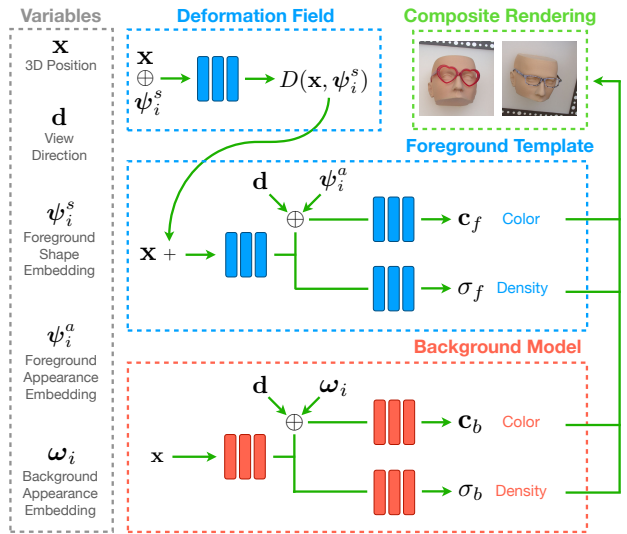 Variables
x
3D Position
d
View
Direction
ψ_i^s
Foreground
Shape
Embedding
ψ_i^a
Foreground
Appearance
Embedding
ω_i
Background
Appearance
Embedding
Deformation Field
x
⊕
ψ_i^s
D(x, ψ_i^s)
Composite Rendering
Foreground Template
d ψ_i^a
⊕
c_f Color
x +
σ_f Density
Background Model
d ω_i
⊕
c_b Color
x
σ_b Density